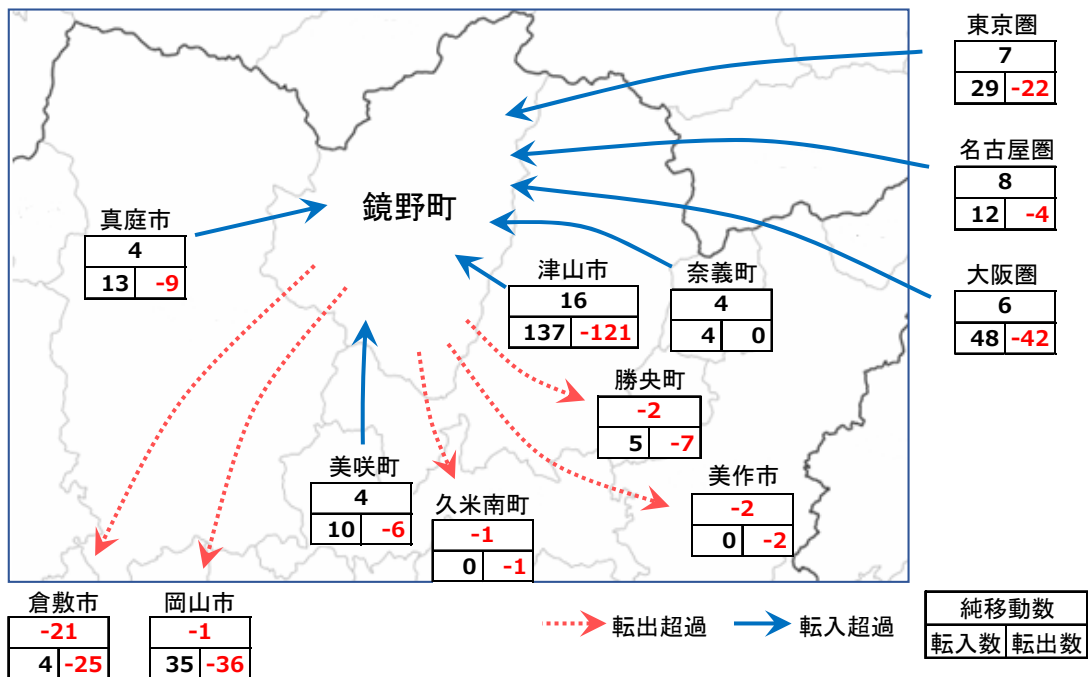 東京圏
7
29 -22
名古屋圏
8
12 -4
大阪圏
6
48 -42
鏡野町
真庭市
4
13 -9
津山市
16
137 -121
奈義町
4
4 0
勝央町
-2
5 -7
美咲町
4
10 -6
久米南町
-1
0 -1
美作市
-2
0 -2
倉敷市
-21
4 -25
岡山市
-1
35 -36
転出超過
転入超過
純移動数
転入数 転出数